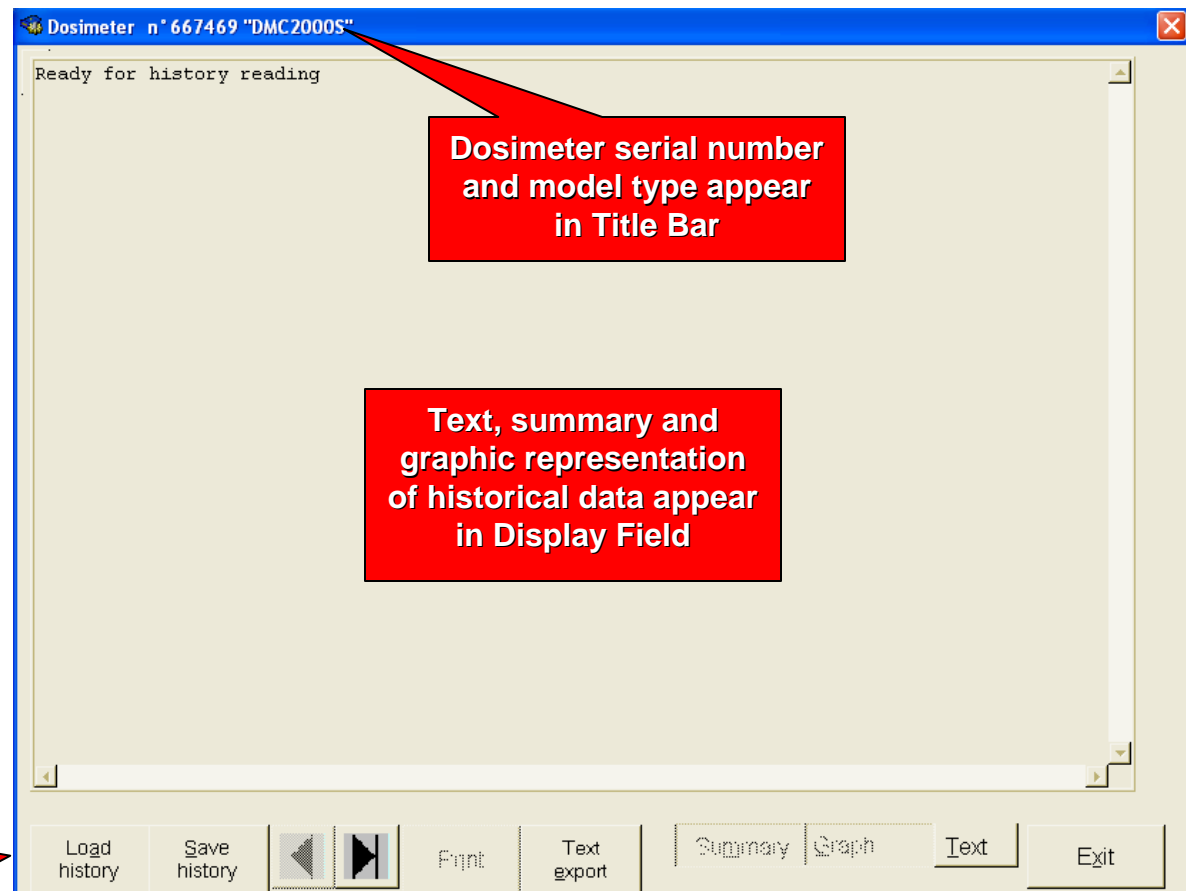 Dosimeter n°667469 "DMC2000S"
Ready for history reading
Dosimeter serial number
and model type appear
in Title Bar
Text, summary and
graphic representation
of historical data appear
in Display Field
Load
history
Save
history
Print
Text
export
Summary
Graph
Text
Exit